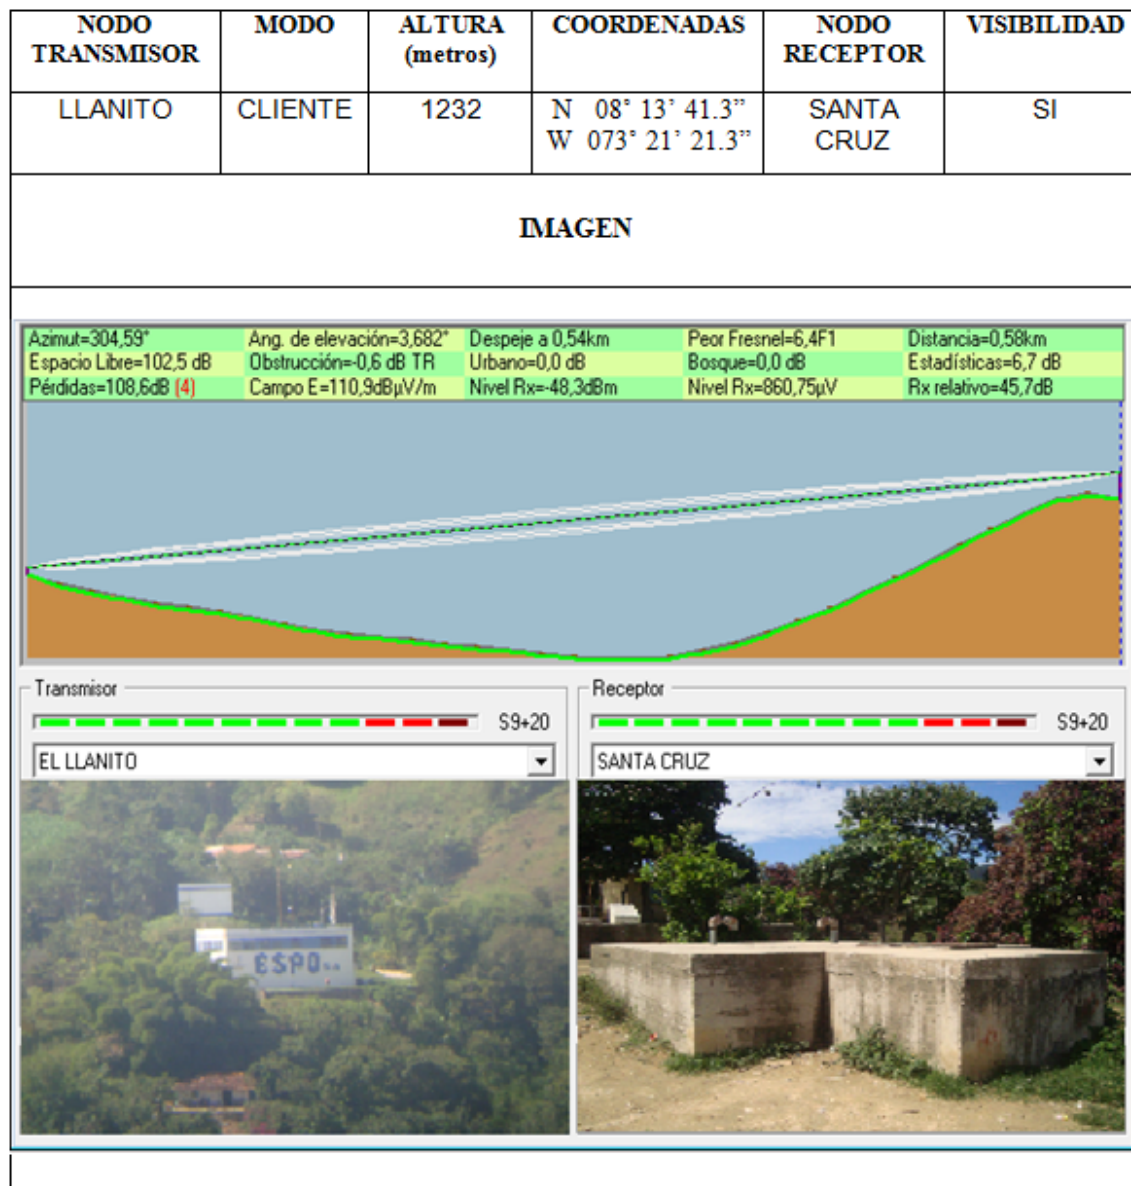 NODO TRANSMISOR
MODO
ALTURA (metros)
COORDENADAS
NODO RECEPTOR
VISIBILIDAD
LLANITO
CLIENTE
1232
N 08° 13’ 41.3”
W 073° 21’ 21.3”
SANTA CRUZ
SI
IMAGEN
Azimut=304,59° Ang. de elevación=3,682° Despeje a 0,54km Peor Fresnel=6,4F1 Distancia=0,58km
Espacio Libre=102,5 dB Obstrucción=-0,6 dB TR Urbano=0,0 dB Bosque=0,0 dB Estadísticas=6,7 dB
Pérdidas=108,6dB (4) Campo E=110,9dBµV/m Nivel Rx=-48,3dBm Nivel Rx=860,75µV Rx relativo=45,7dB
Transmisor
S9+20
EL LLANITO
Receptor
S9+20
SANTA CRUZ
ESPO